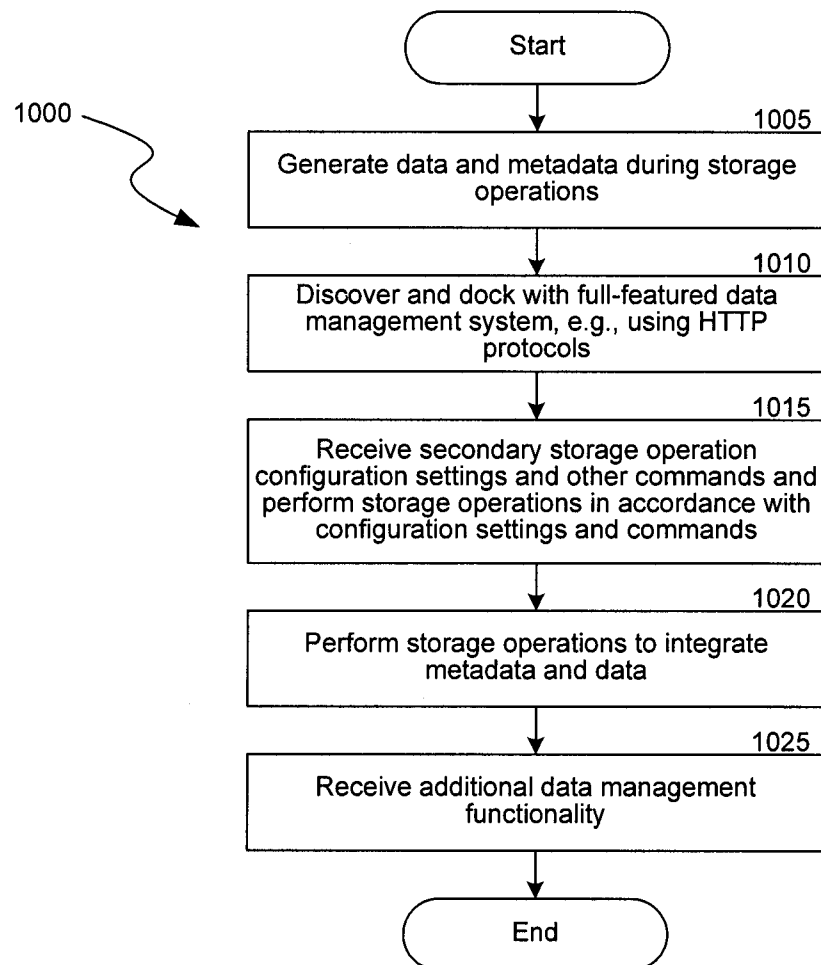 Start
1000
1005
Generate data and metadata during storage
operations
1010
Discover and dock with full-featured data
management system, e.g., using HTTP
protocols
1015
Receive secondary storage operation
configuration settings and other commands and
perform storage operations in accordance with
configuration settings and commands
1020
Perform storage operations to integrate
metadata and data
1025
Receive additional data management
functionality
End